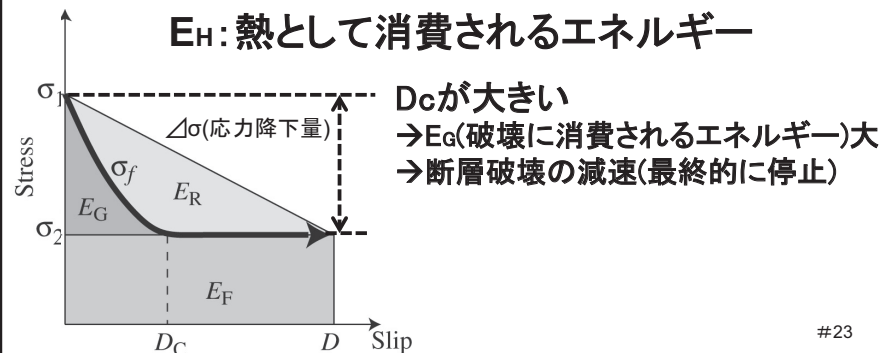 EH:熱として消費されるエネルギー
Dcが大きい
→EG(破壊に消費されるエネルギー)大
→断層破壊の減速(最終的に停止)
σ1
⊿σ(応力降下量)
Stress
σf
ER
EG
σ2
EF
DC
D
Slip
#23